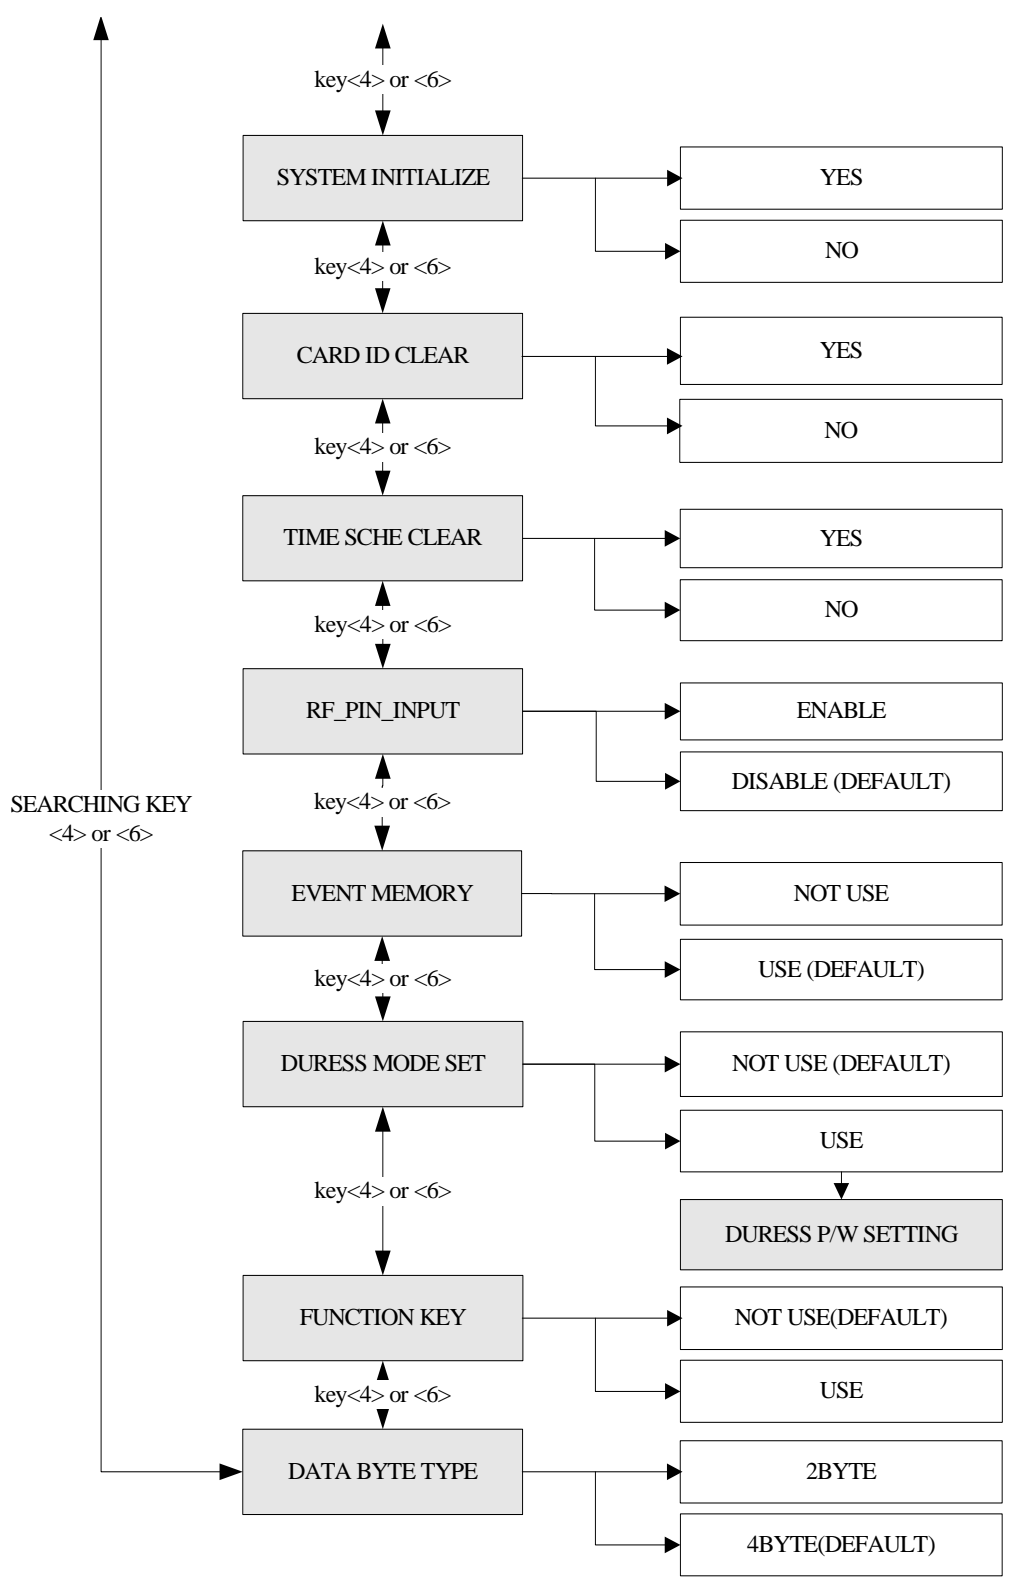 key<4> or <6>
SYSTEM INITIALIZE
YES
NO
key<4> or <6>
CARD ID CLEAR
YES
NO
key<4> or <6>
TIME SCHE CLEAR
YES
NO
key<4> or <6>
RF_PIN_INPUT
ENABLE
DISABLE (DEFAULT)
SEARCHING KEY
<4> or <6>
key<4> or <6>
EVENT MEMORY
NOT USE
USE (DEFAULT)
key<4> or <6>
DURESS MODE SET
NOT USE (DEFAULT)
USE
key<4> or <6>
DURESS P/W SETTING
FUNCTION KEY
NOT USE(DEFAULT)
USE
key<4> or <6>
DATA BYTE TYPE
2BYTE
4BYTE(DEFAULT)